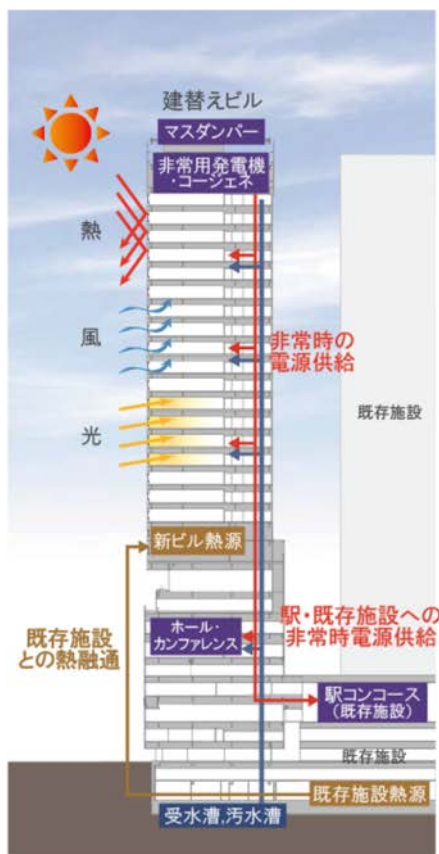 建替えビル
マスダンパー
非常用発電機
・コージェネ
熱
風
非常時の
電源供給
既存施設
光
新ビル熱源
駅・既存施設への
非常時電源供給
ホール・
カンファレンス
既存施設
との熱融通
駅コンコース
(既存施設)
既存施設
既存施設熱源
受水槽,汚水槽